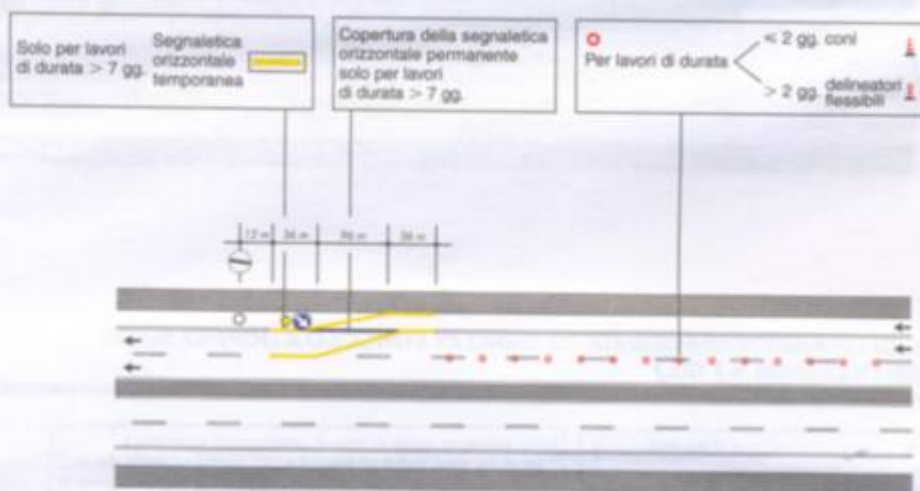 Solo per lavori
di durata > 7 gg.
Segnaletica
orizzontale
temporanea
Copertura della segnaletica
orizzontale permanente
solo per lavori
di durata > 7 gg.
Per lavori di durata
≤ 2 gg. coni
> 2 gg. delineatori
flessibili
12 m 36 m 96 m 36 m